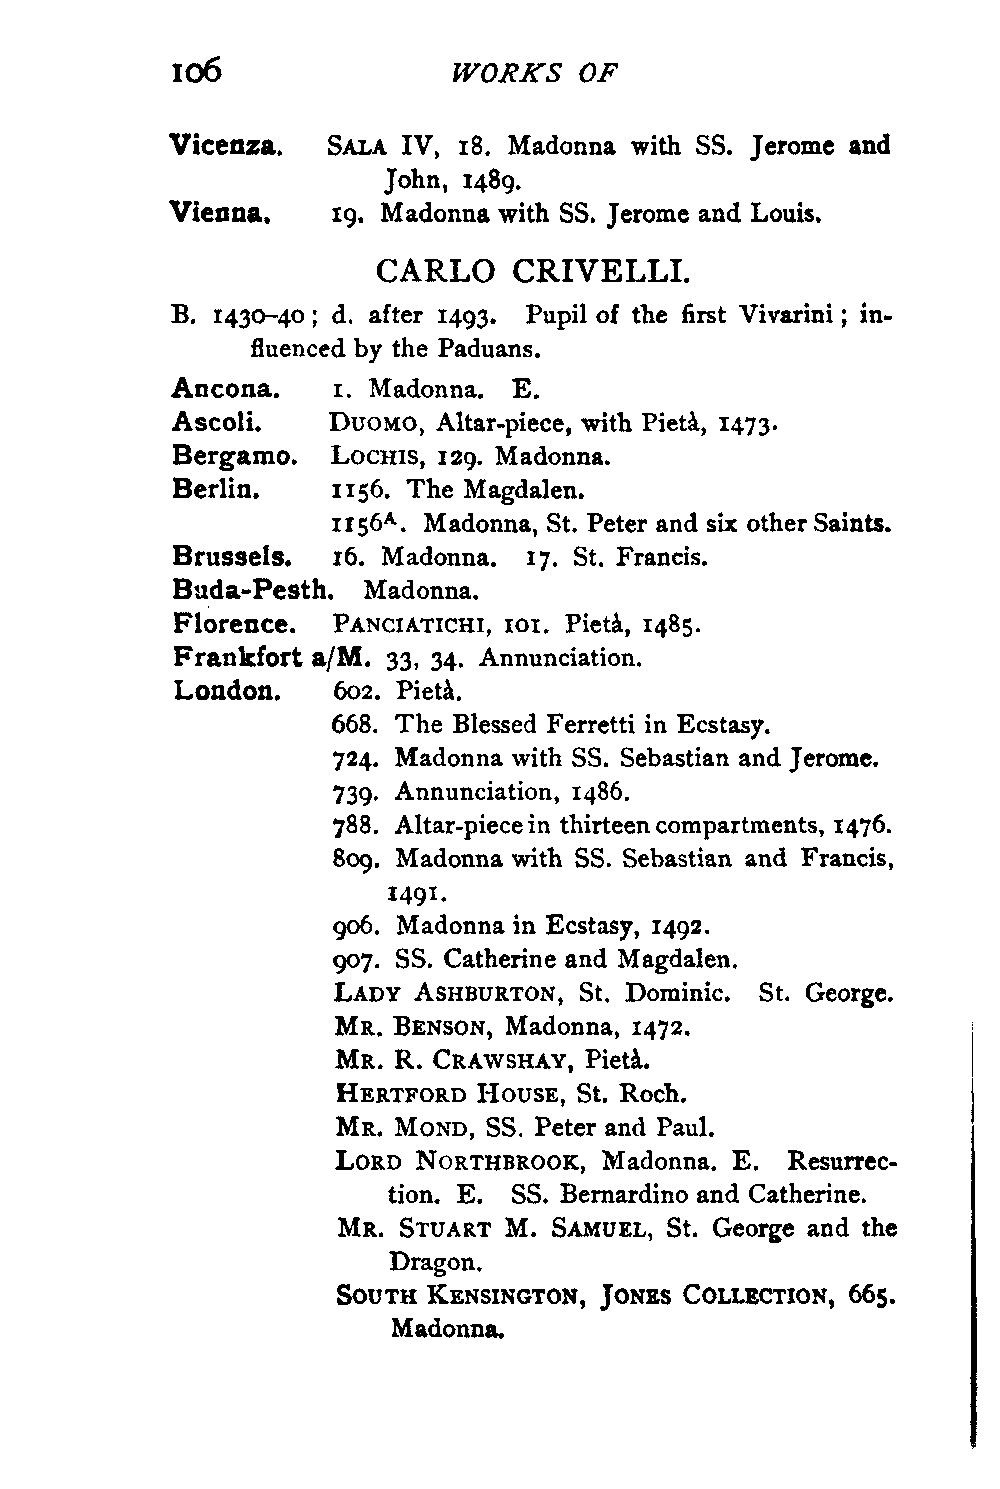 106 WORKS OF
Vicenza. SALA IV, 18. Madonna with SS. Jerome and
John, 1489.
Vienna. 19. Madonna with SS. Jerome and Louis.
CARLO CRIVELLI.
B. 1430–40; d. after 1493. Pupil of the first Vivarini; in-
fluenced by the Paduans.
Ancona. 1. Madonna. E.
Ascoli. DUOMO, Altar-piece, with Pietà, 1473.
Bergamo. LOCHIS, 129. Madonna.
Berlin. 1156. The Magdalen.
1156A. Madonna, St. Peter and six other Saints.
Brussels. 16. Madonna. 17. St. Francis.
Buda-Pesth. Madonna.
Florence. PANCIATICHI, 101. Pietà, 1485.
Frankfort a/M. 33, 34. Annunciation.
London. 602. Pietà.
668. The Blessed Ferretti in Ecstasy.
724. Madonna with SS. Sebastian and Jerome.
739. Annunciation, 1486.
788. Altar-piece in thirteen compartments, 1476.
809. Madonna with SS. Sebastian and Francis,
1491.
906. Madonna in Ecstasy, 1492.
907. SS. Catherine and Magdalen.
LADY ASHBURTON, St. Dominic. St. George.
MR. BENSON, Madonna, 1472.
MR. R. CRAWSHAY, Pietà.
HERTFORD HOUSE, St. Roch.
MR. MOND, SS. Peter and Paul.
LORD NORTHBROOK, Madonna. E. Resurrec-
tion. E. SS. Bernardino and Catherine.
MR. STUART M. SAMUEL, St. George and the
Dragon.
SOUTH KENSINGTON, JONES COLLECTION, 665.
Madonna.